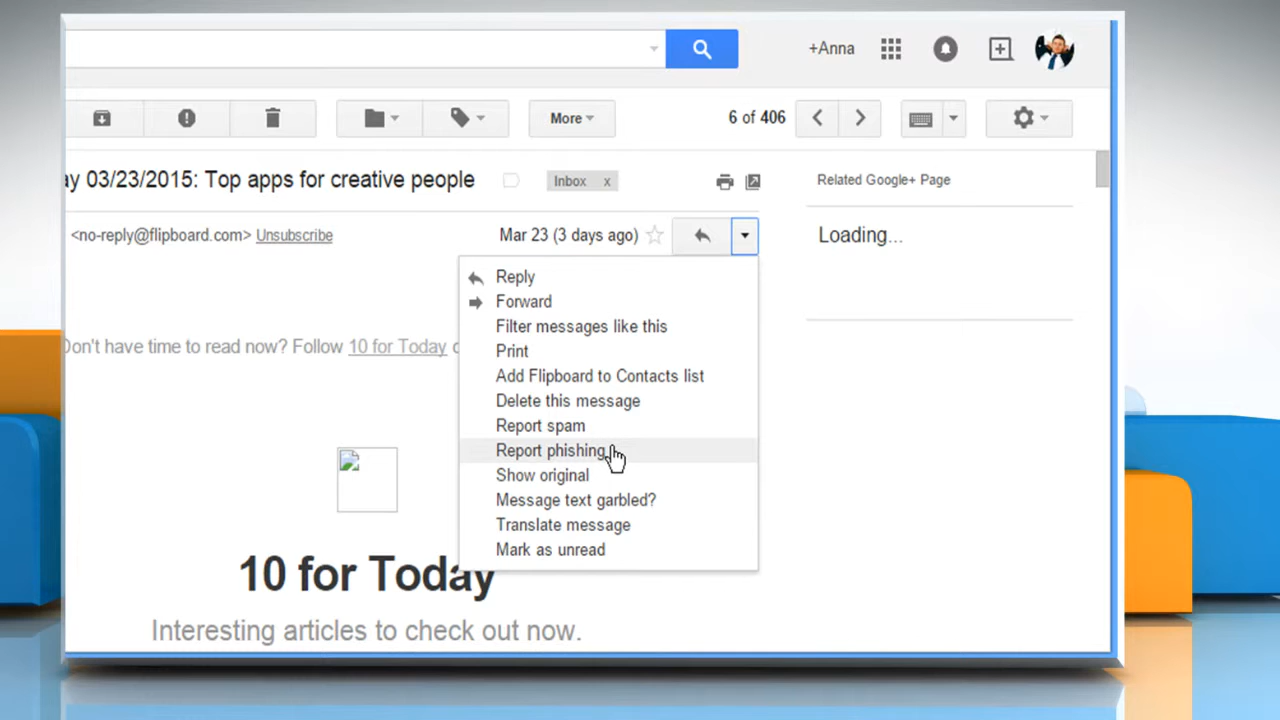 +Anna
More
6 of 406
ay 03/23/2015: Top apps for creative people
Inbox x
Related Google+ Page
<no-reply@flipboard.com> Unsubscribe
Mar 23 (3 days ago)
Loading...
Reply
Forward
Filter messages like this
Don't have time to read now? Follow 10 for Today
Print
Add Flipboard to Contacts list
Delete this message
Report spam
Report phishing
Show original
Message text garbled?
Translate message
Mark as unread
10 for Today
Interesting articles to check out now.